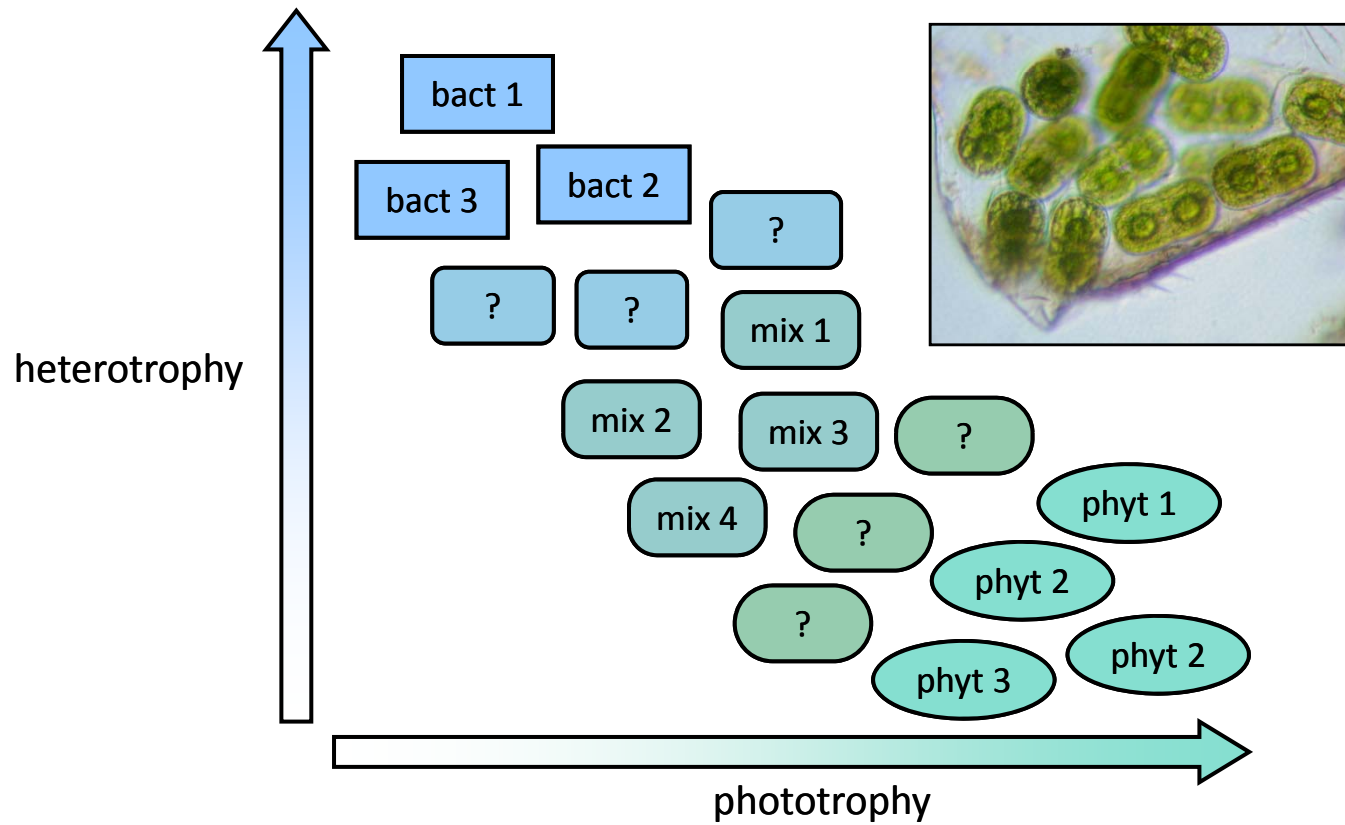 bact 1
bact 3
bact 2
?
?
?
mix 1
heterotrophy
mix 2
mix 3
?
mix 4
?
phyt 1
phyt 2
?
phyt 3
phyt 2
phototrophy